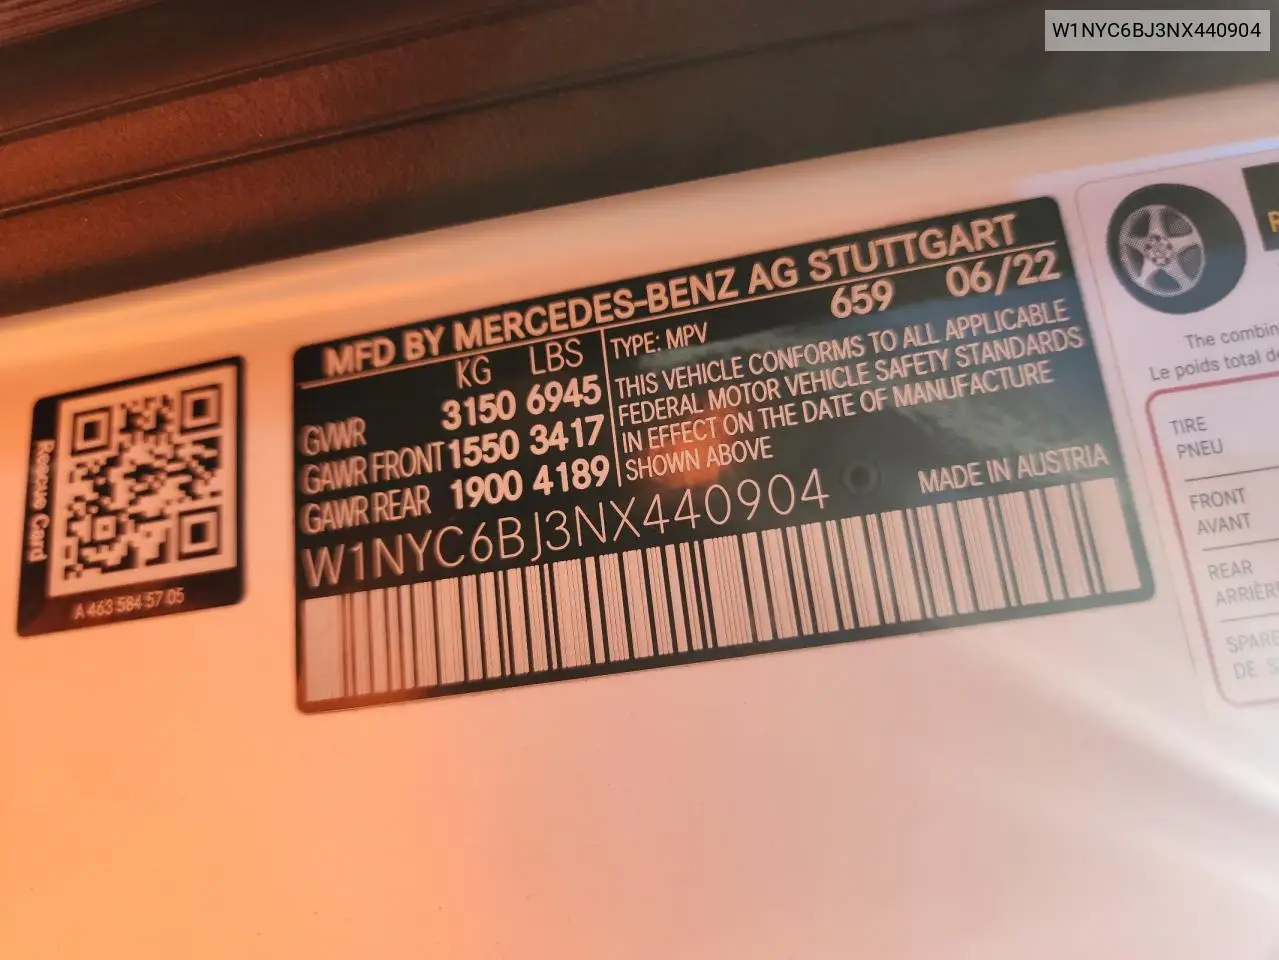 W1NYC6BJ3NX440904
MFD BY MERCEDES-BENZ AG STUTTGART
KG LBS
GVWR 3150 6945
GAWR FRONT 1550 3417
GAWR REAR 1900 4189
659 06/22
TYPE: MPV
THIS VEHICLE CONFORMS TO ALL APPLICABLE
FEDERAL MOTOR VEHICLE SAFETY STANDARDS
IN EFFECT ON THE DATE OF MANUFACTURE
SHOWN ABOVE
MADE IN AUSTRIA
W1NYC6BJ3NX440904
Rescue Card
A 463 584 57 05
The
Le poids total
TIRE
PNEU
FRONT
AVANT
REAR
DE